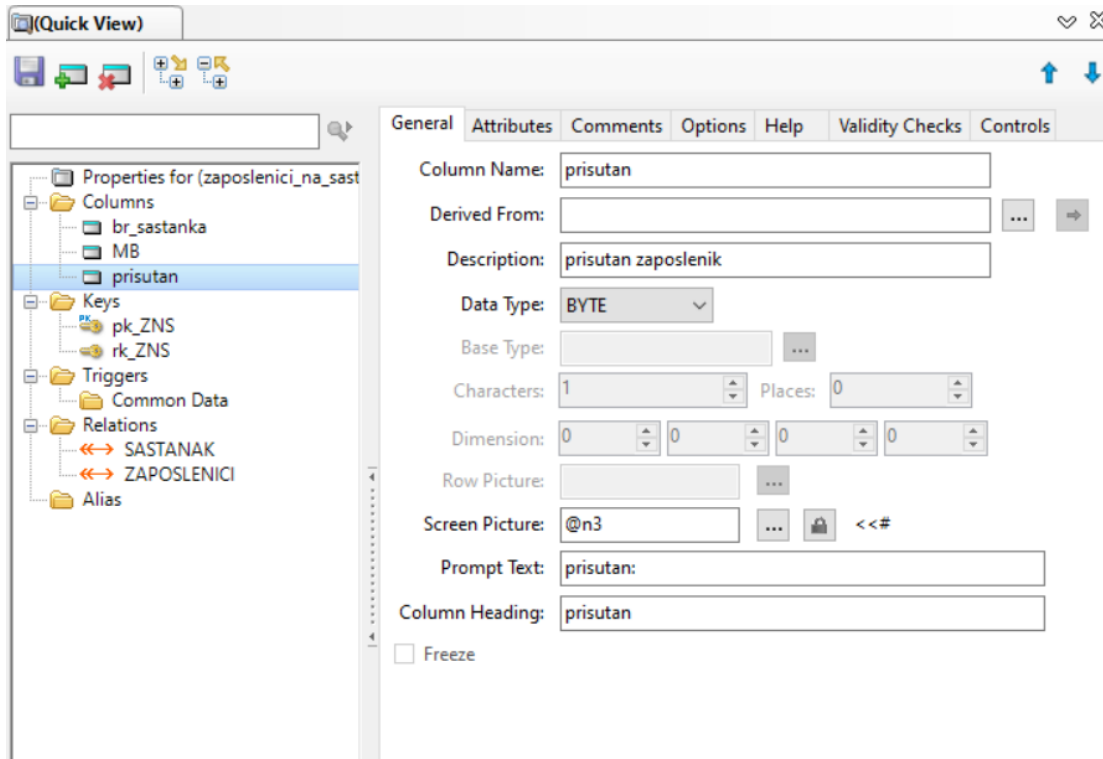 (Quick View)
General Attributes Comments Options Help Validity Checks Controls
Properties for (zaposlenici_na_sast
Columns
br_sastanka
MB
prisutan
Keys
PK pk_ZNS
rk_ZNS
Triggers
Common Data
Relations
SASTANAK
ZAPOSLENICI
Alias
Column Name: prisutan
Derived From: ...
Description: prisutan zaposlenik
Data Type: BYTE
Base Type: ...
Characters: 1 Places: 0
Dimension: 0 0 0 0
Row Picture: ...
Screen Picture: @n3 ... <<#
Prompt Text: prisutan:
Column Heading: prisutan
Freeze